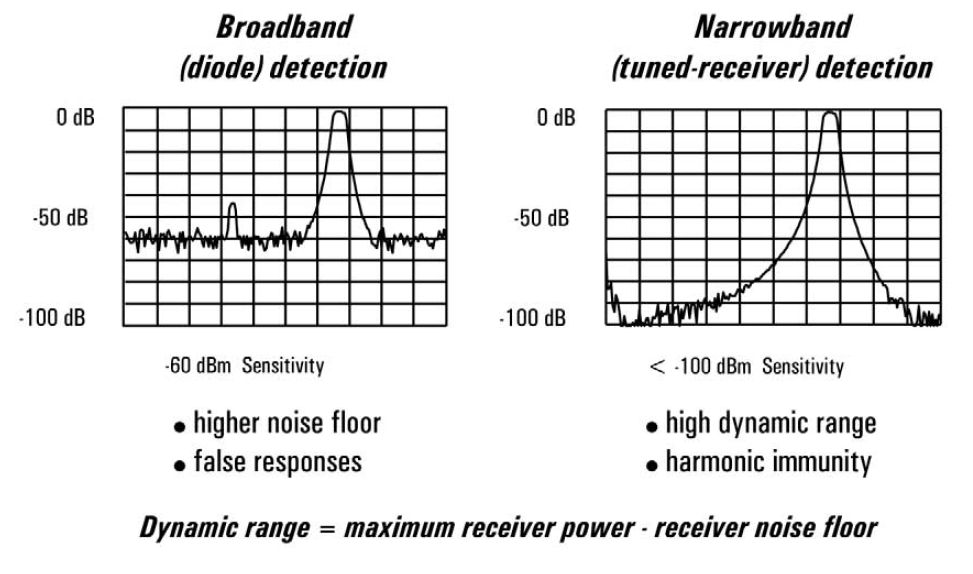 Broadband
(diode) detection
0 dB
-50 dB
-100 dB
-60 dBm Sensitivity
• higher noise floor
• false responses
Narrowband
(tuned-receiver) detection
0 dB
-50 dB
-100 dB
< -100 dBm Sensitivity
• high dynamic range
• harmonic immunity
Dynamic range = maximum receiver power - receiver noise floor